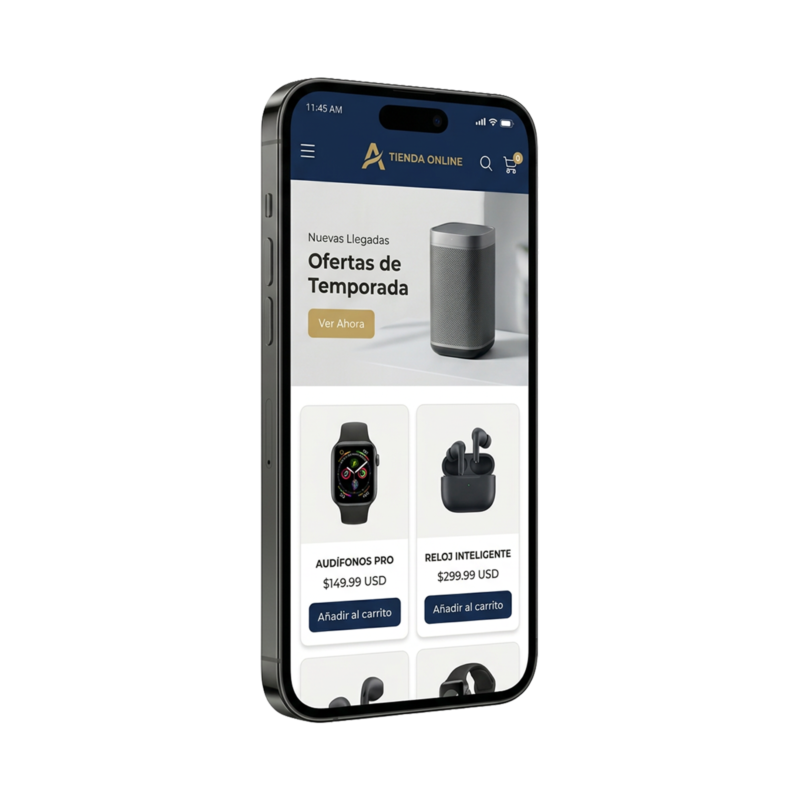 11:45 AM
TIENDA ONLINE
0
Nuevas Llegadas
Ofertas de
Temporada
Ver Ahora
AUDÍFONOS PRO
$149.99 USD
Añadir al carrito
RELOJ INTELIGENTE
$299.99 USD
Añadir al carrito